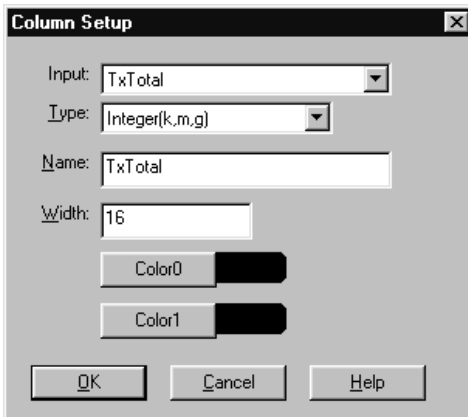 Column Setup
Input: TxTotal
Type: Integer(k,m,g)
Name: TxTotal
Width: 16
Color0
Color1
OK Cancel Help